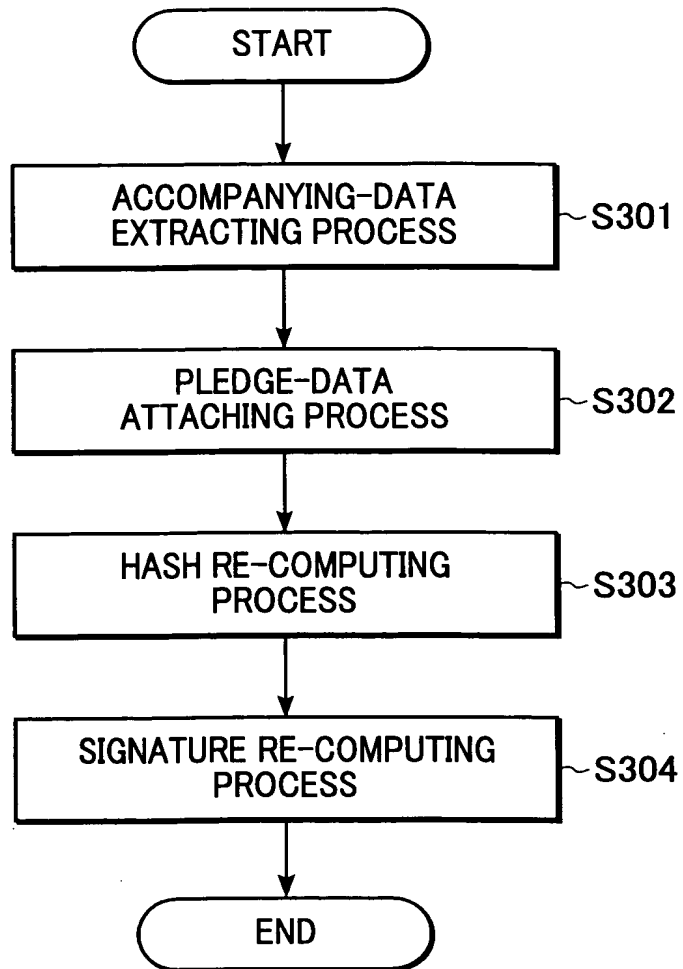 START
ACCOMPANYING-DATA
EXTRACTING PROCESS
S301
PLEDGE-DATA
ATTACHING PROCESS
S302
HASH RE-COMPUTING
PROCESS
S303
SIGNATURE RE-COMPUTING
PROCESS
S304
END